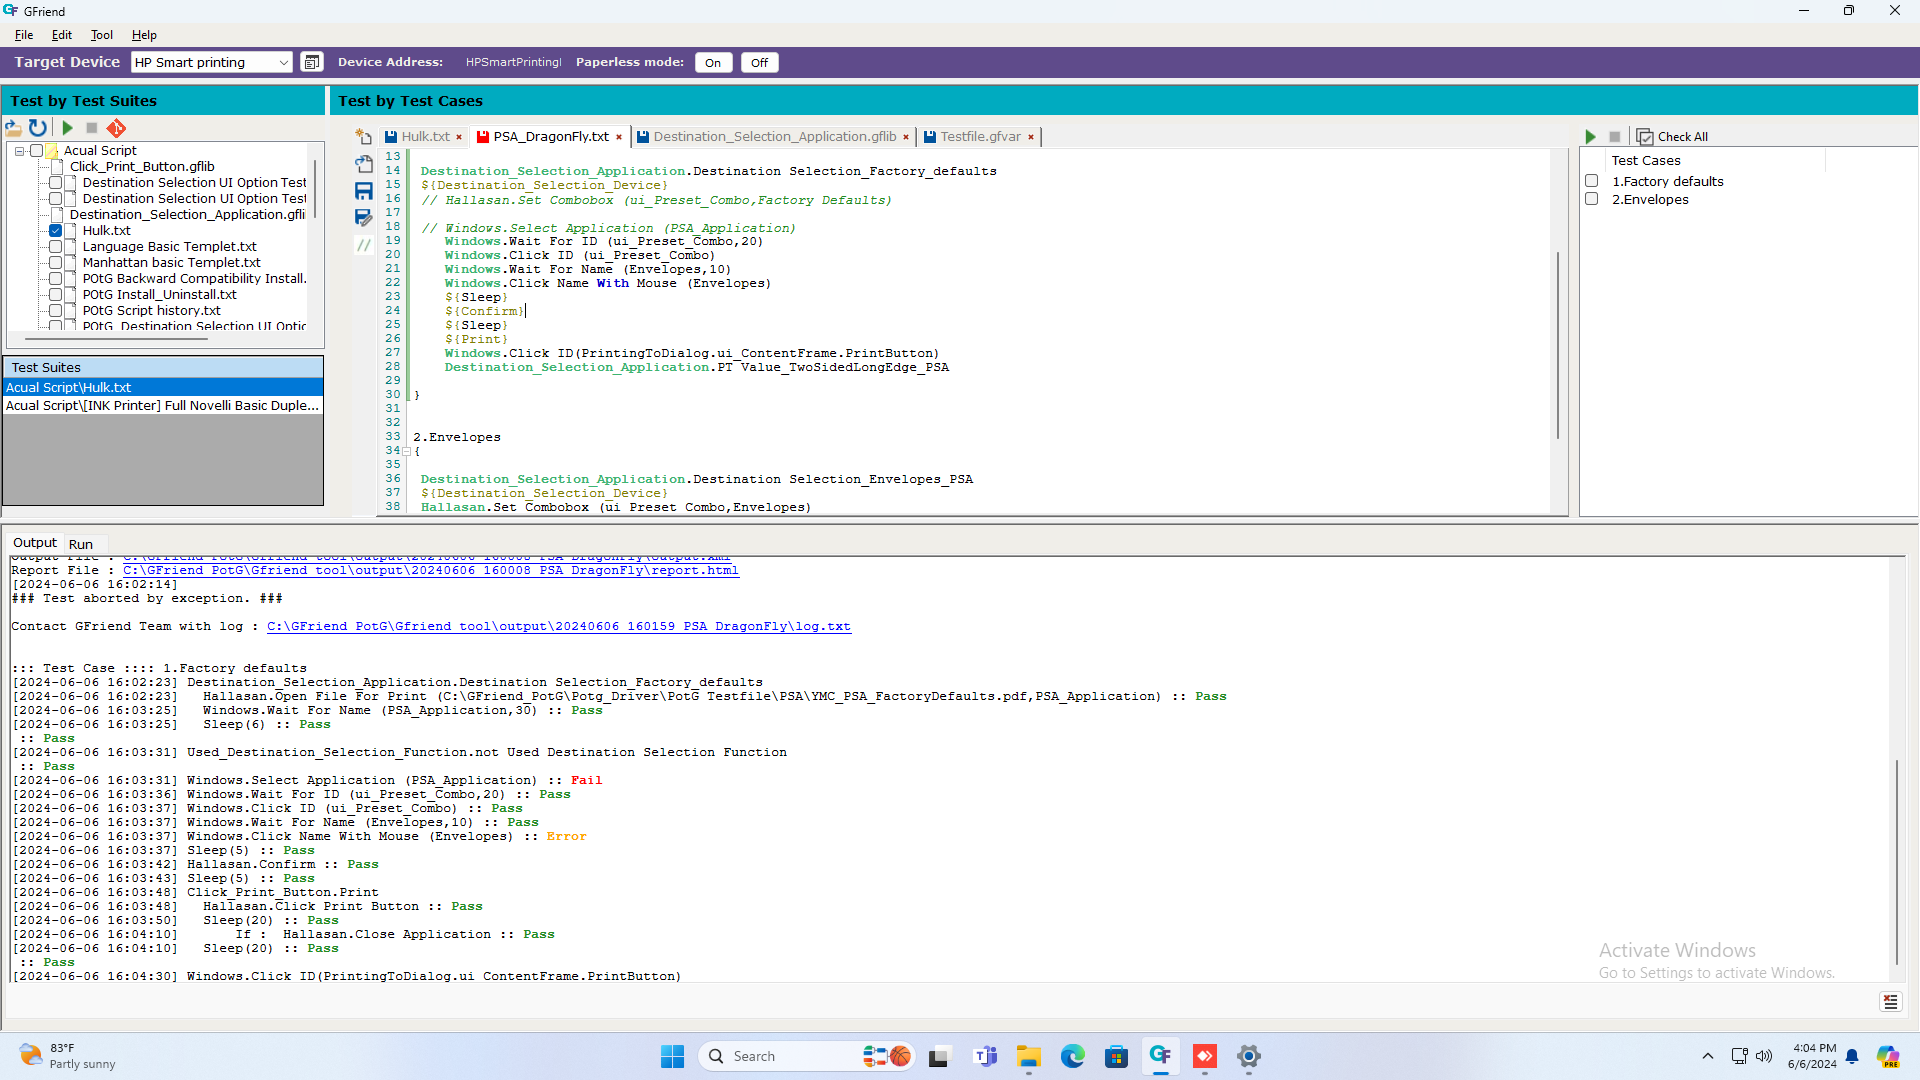 GFriend
File Edit Tool Help
Target Device HP Smart printing Device Address: HPSmartPrintingI Paperless mode: On Off
Test by Test Suites
Acual Script
Click_Print_Button.gflib
Destination Selection UI Option Test
Destination Selection UI Option Test
Destination_Selection_Application.gfli
Hulk.txt
Language Basic Templet.txt
Manhattan basic Templet.txt
POtG Backward Compatibility Install.
POtG Install_Uninstall.txt
POtG Script history.txt
POtG Destination Selection UI Optic
Test Suites
Acual Script\Hulk.txt
Acual Script\[INK Printer] Full Novelli Basic Duple...
Test by Test Cases
Hulk.txt PSA_DragonFly.txt Destination_Selection_Application.gflib Testfile.gfvar
13
14 Destination_Selection_Application.Destination Selection_Factory_defaults
15 ${Destination_Selection_Device}
16 // Hallasan.Set Combobox (ui_Preset_Combo,Factory Defaults)
17
18 // Windows.Select Application (PSA_Application)
19 Windows.Wait For ID (ui_Preset_Combo,20)
20 Windows.Click ID (ui_Preset_Combo)
21 Windows.Wait For Name (Envelopes,10)
22 Windows.Click Name With Mouse (Envelopes)
23 ${Sleep}
24 ${Confirm}
25 ${Sleep}
26 ${Print}
27 Windows.Click ID(PrintingToDialog.ui_ContentFrame.PrintButton)
28 Destination_Selection_Application.PT Value_TwoSidedLongEdge_PSA
29
30 }
31
32
33 2.Envelopes
34 {
35
36 Destination_Selection_Application.Destination Selection_Envelopes_PSA
37 ${Destination_Selection_Device}
38 Hallasan.Set Combobox (ui Preset Combo,Envelopes)
//
Check All
Test Cases
1.Factory defaults
2.Envelopes
Output Run
Output File : C:\GFriend PotG\Gfriend tool\output\20240606 160008 PSA DragonFly\output.xml
Report File : C:\GFriend PotG\Gfriend tool\output\20240606 160008 PSA DragonFly\report.html
[2024-06-06 16:02:14]
### Test aborted by exception. ###
Contact GFriend Team with log : C:\GFriend PotG\Gfriend tool\output\20240606 160159 PSA DragonFly\log.txt
::: Test Case :::: 1.Factory defaults
[2024-06-06 16:02:23] Destination_Selection_Application.Destination Selection_Factory_defaults
[2024-06-06 16:02:23] Hallasan.Open File For Print (C:\GFriend_PotG\Potg_Driver\PotG Testfile\PSA\YMC_PSA_FactoryDefaults.pdf,PSA_Application) :: Pass
[2024-06-06 16:03:25] Windows.Wait For Name (PSA_Application,30) :: Pass
[2024-06-06 16:03:25] Sleep(6) :: Pass
:: Pass
[2024-06-06 16:03:31] Used_Destination_Selection_Function.not Used Destination Selection Function
:: Pass
[2024-06-06 16:03:31] Windows.Select Application (PSA_Application) :: Fail
[2024-06-06 16:03:36] Windows.Wait For ID (ui_Preset_Combo,20) :: Pass
[2024-06-06 16:03:37] Windows.Click ID (ui_Preset_Combo) :: Pass
[2024-06-06 16:03:37] Windows.Wait For Name (Envelopes,10) :: Pass
[2024-06-06 16:03:37] Windows.Click Name With Mouse (Envelopes) :: Error
[2024-06-06 16:03:37] Sleep(5) :: Pass
[2024-06-06 16:03:42] Hallasan.Confirm :: Pass
[2024-06-06 16:03:43] Sleep(5) :: Pass
[2024-06-06 16:03:48] Click_Print_Button.Print
[2024-06-06 16:03:48] Hallasan.Click Print Button :: Pass
[2024-06-06 16:03:50] Sleep(20) :: Pass
[2024-06-06 16:04:10] If : Hallasan.Close Application :: Pass
[2024-06-06 16:04:10] Sleep(20) :: Pass
:: Pass
[2024-06-06 16:04:30] Windows.Click ID(PrintingToDialog.ui ContentFrame.PrintButton)
Activate Windows
Go to Settings to activate Windows.
83°F
Partly sunny
Search
GF
PRE
4:04 PM
6/6/2024